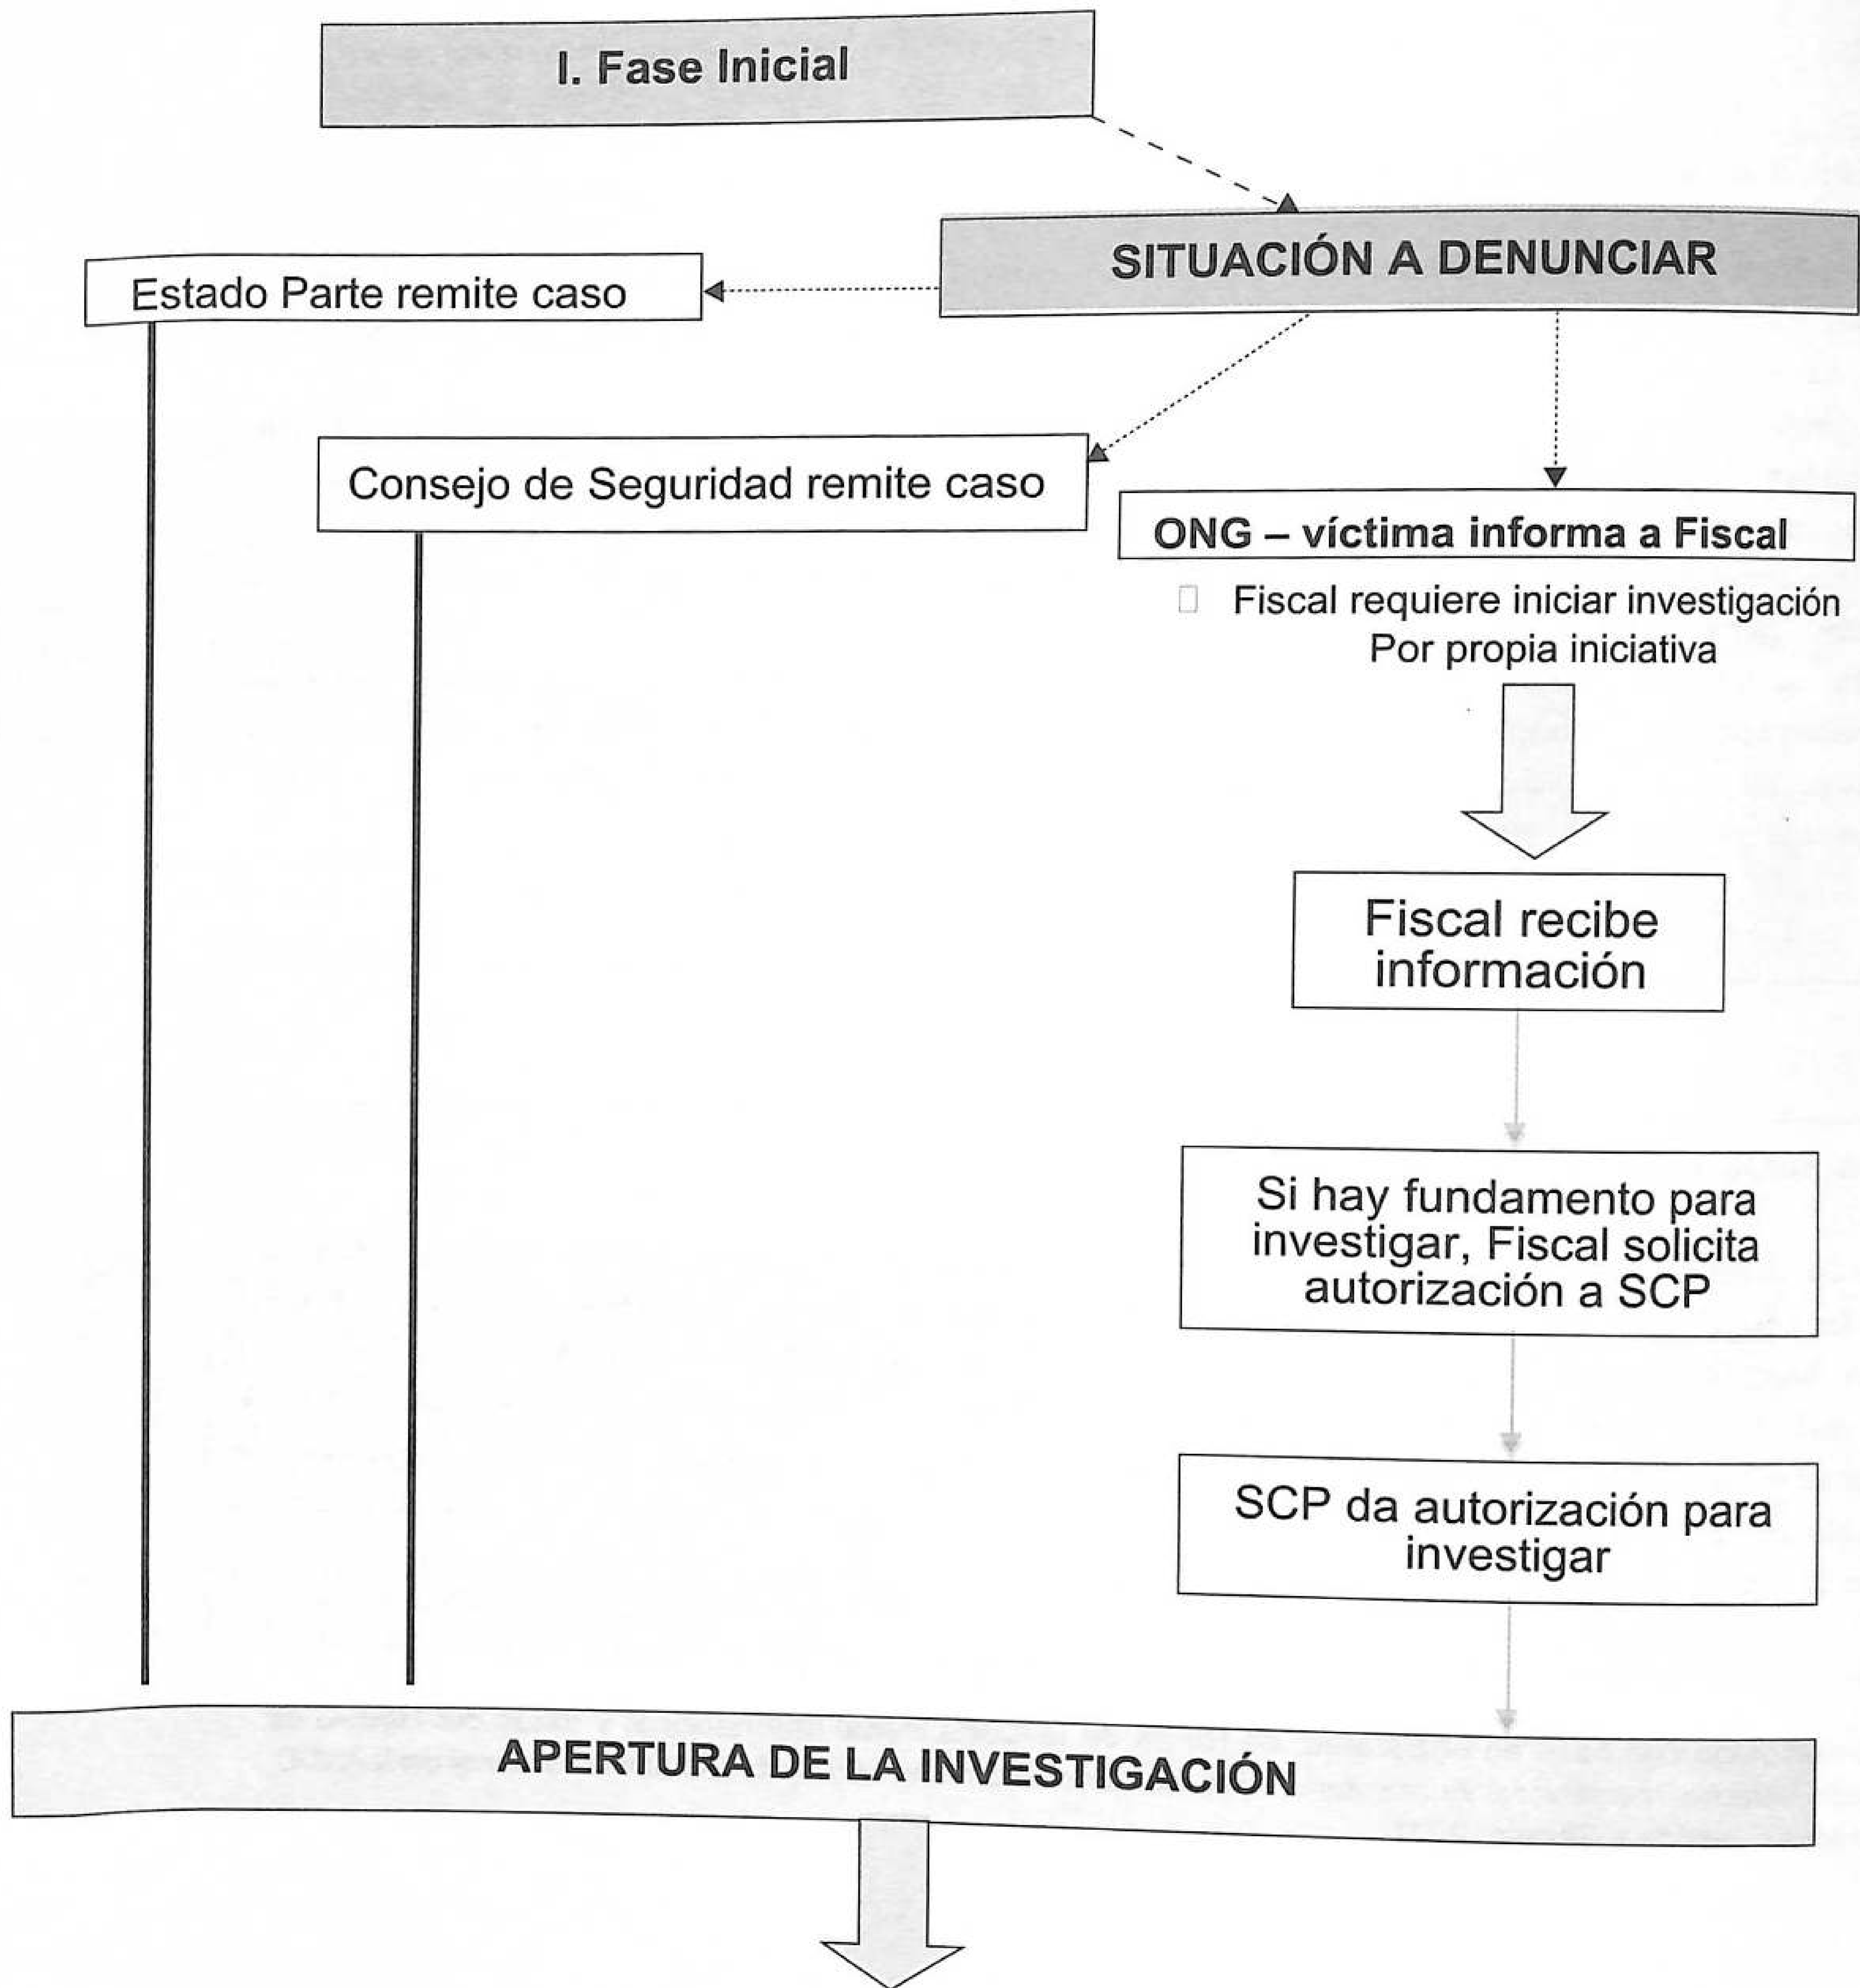 I. Fase Inicial
SITUACIÓN A DENUNCIAR
Estado Parte remite caso
Consejo de Seguridad remite caso
ONG – víctima informa a Fiscal
Fiscal requiere iniciar investigación
Por propia iniciativa
Fiscal recibe
información
Si hay fundamento para
investigar, Fiscal solicita
autorización a SCP
SCP da autorización para
investigar
APERTURA DE LA INVESTIGACIÓN